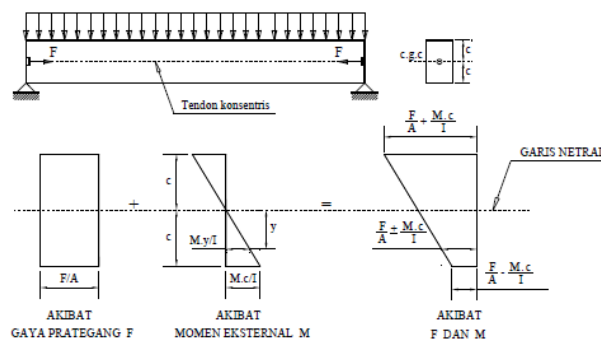 F
F
c.g.c
c
c
Tendon konsentris
F/A + M.c/I
GARIS NETRAL
c
+
=
c
y
M.y/I
F/A ± M.c/I
F/A
M.c/I
F/A - M.c/I
AKIBAT
GAYA PRATEGANG F
AKIBAT
MOMEN EKSTERNAL M
AKIBAT
F DAN M